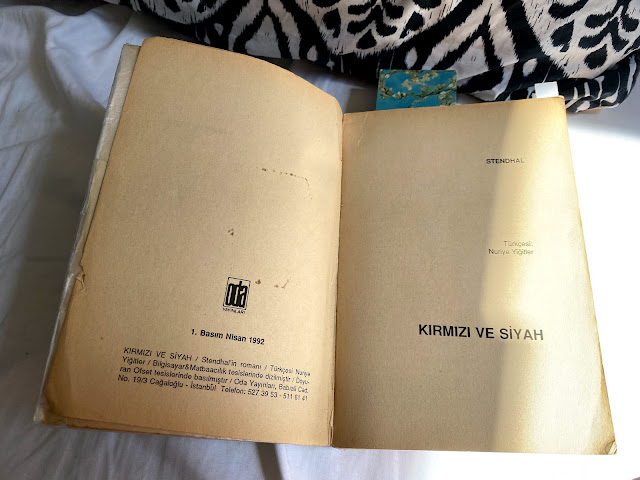 oda
YAYINLARI
1. Basım Nisan 1992
KIRMIZI VE SİYAH / Stendhal'in romanı / Türkçesi Nuriye
Yiğitler / Bilgisayar&Matbaacılık tesislerinde dizilmiştir / Özyu-
ran Ofset tesislerinde basılmıştır / Oda Yayınları, Babıali Cad.
No. 19/3 Cağaloğlu - İstanbul Telefon: 527 39 53 - 511 61 41
STENDHAL
Türkçesi:
Nuriye Yiğitler
KIRMIZI VE SİYAH